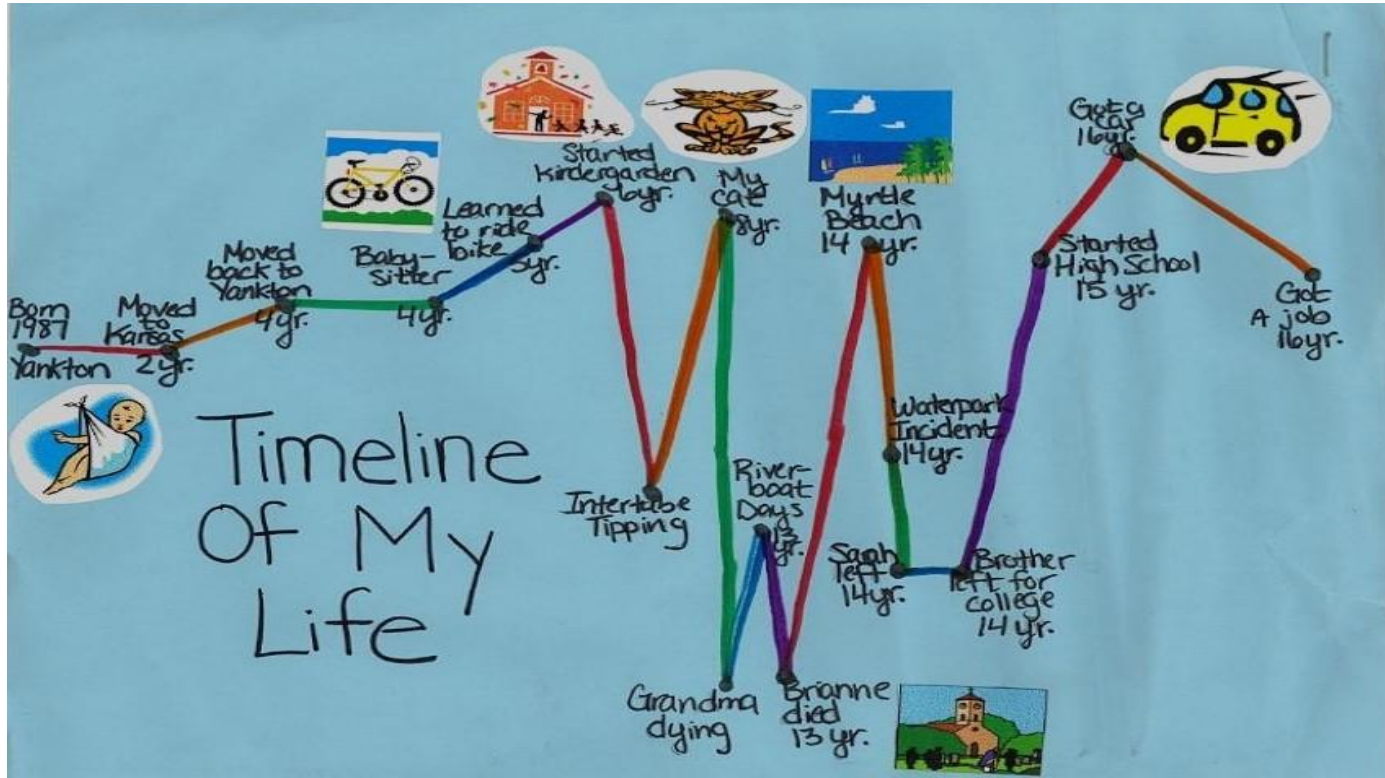 Born
1987
Yankton
Moved
to
Kansas
2yr.
Moved
back to
Yankton
4yr.
Baby-
sitter
4yr.
Learned
to ride
bike
5yr.
Started
Kindergarden
6yr.
Intertube
Tipping
My
cat
8yr.
Grandma
dying
River-
boat
Days
13
yr.
Brianne
died
13 yr.
Myrtle
Beach
14 yr.
Waterpark
Incident
14yr.
Sarah
left
14yr.
Brother
left for
college
14 yr.
Started
High School
15 yr.
Got a
car
16yr.
Got
A job
16yr.
Timeline
Of My
Life